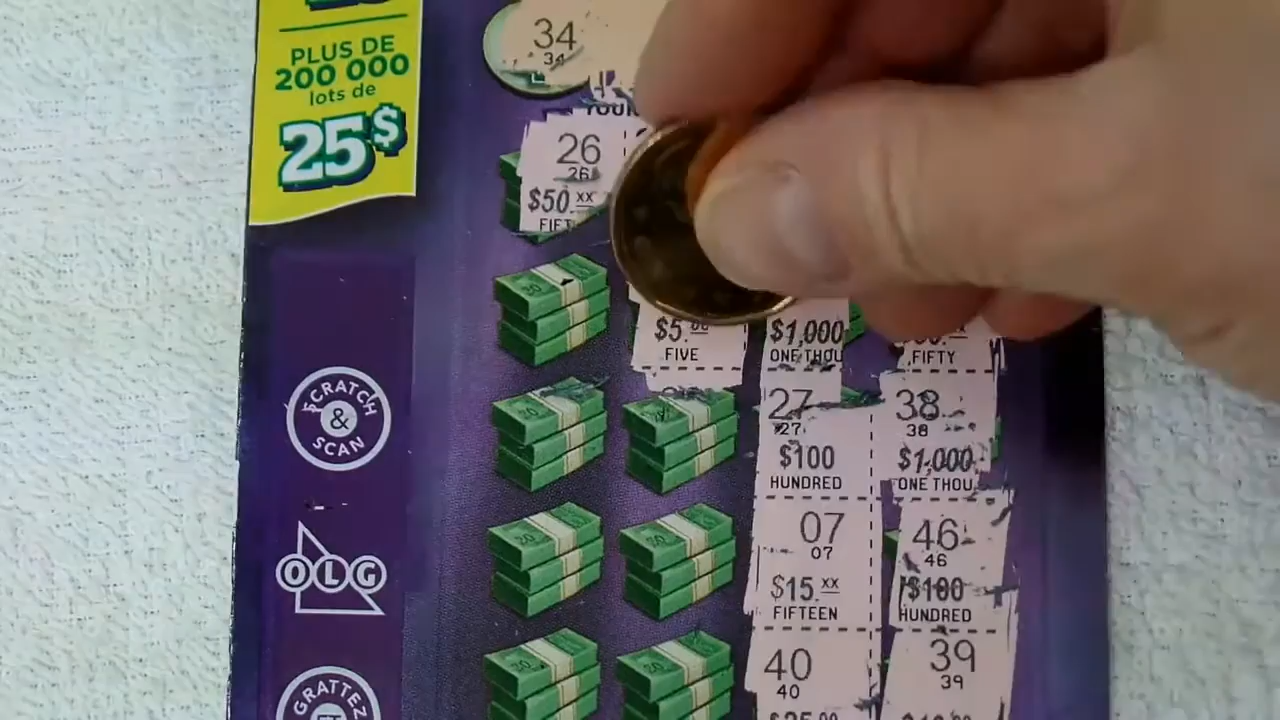 PLUS DE
200 000
lots de
25$
34
34
26
26
$50.xx
$5.00
FIVE
$1,000
ONE THOU
FIFTY
27
27
$100
HUNDRED
38
38
$1,000
ONE THOU
07
07
$15.xx
FIFTEEN
46
46
$100
HUNDRED
40
40
39
39
SCRATCH
&
SCAN
OLG
GRATTEZ